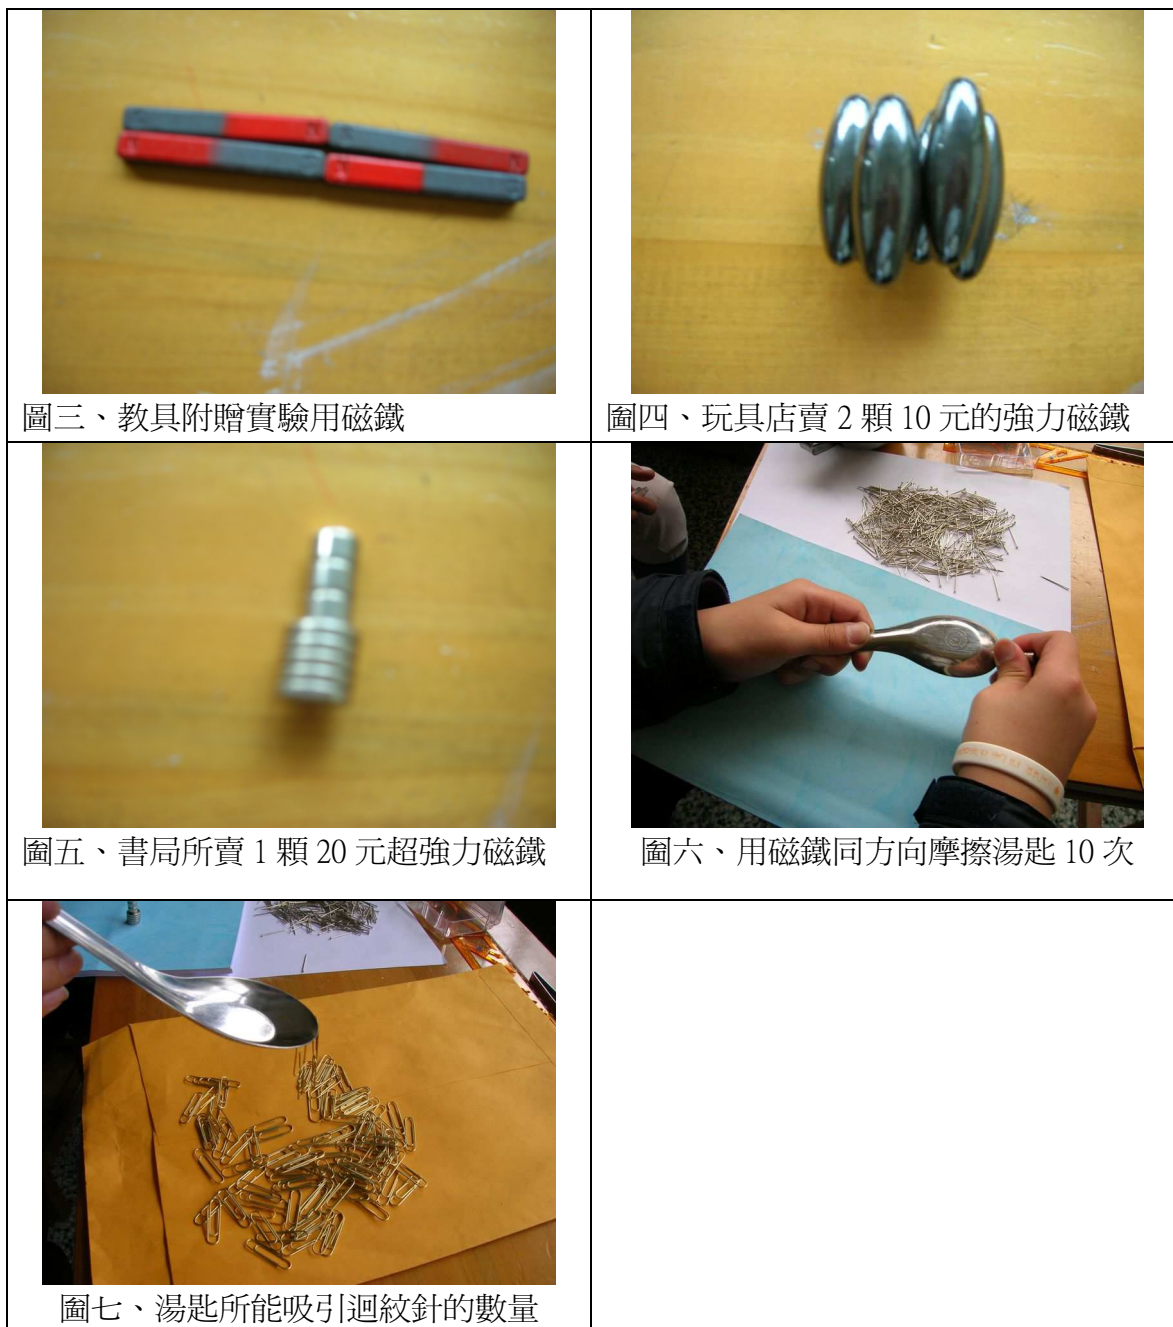 圖三、教具附贈實驗用磁鐵
圖四、玩具店賣 2 顆 10 元的強力磁鐵
圖五、書局所賣 1 顆 20 元超強力磁鐵
圖六、用磁鐵同方向摩擦湯匙 10 次
圖七、湯匙所能吸引迴紋針的數量